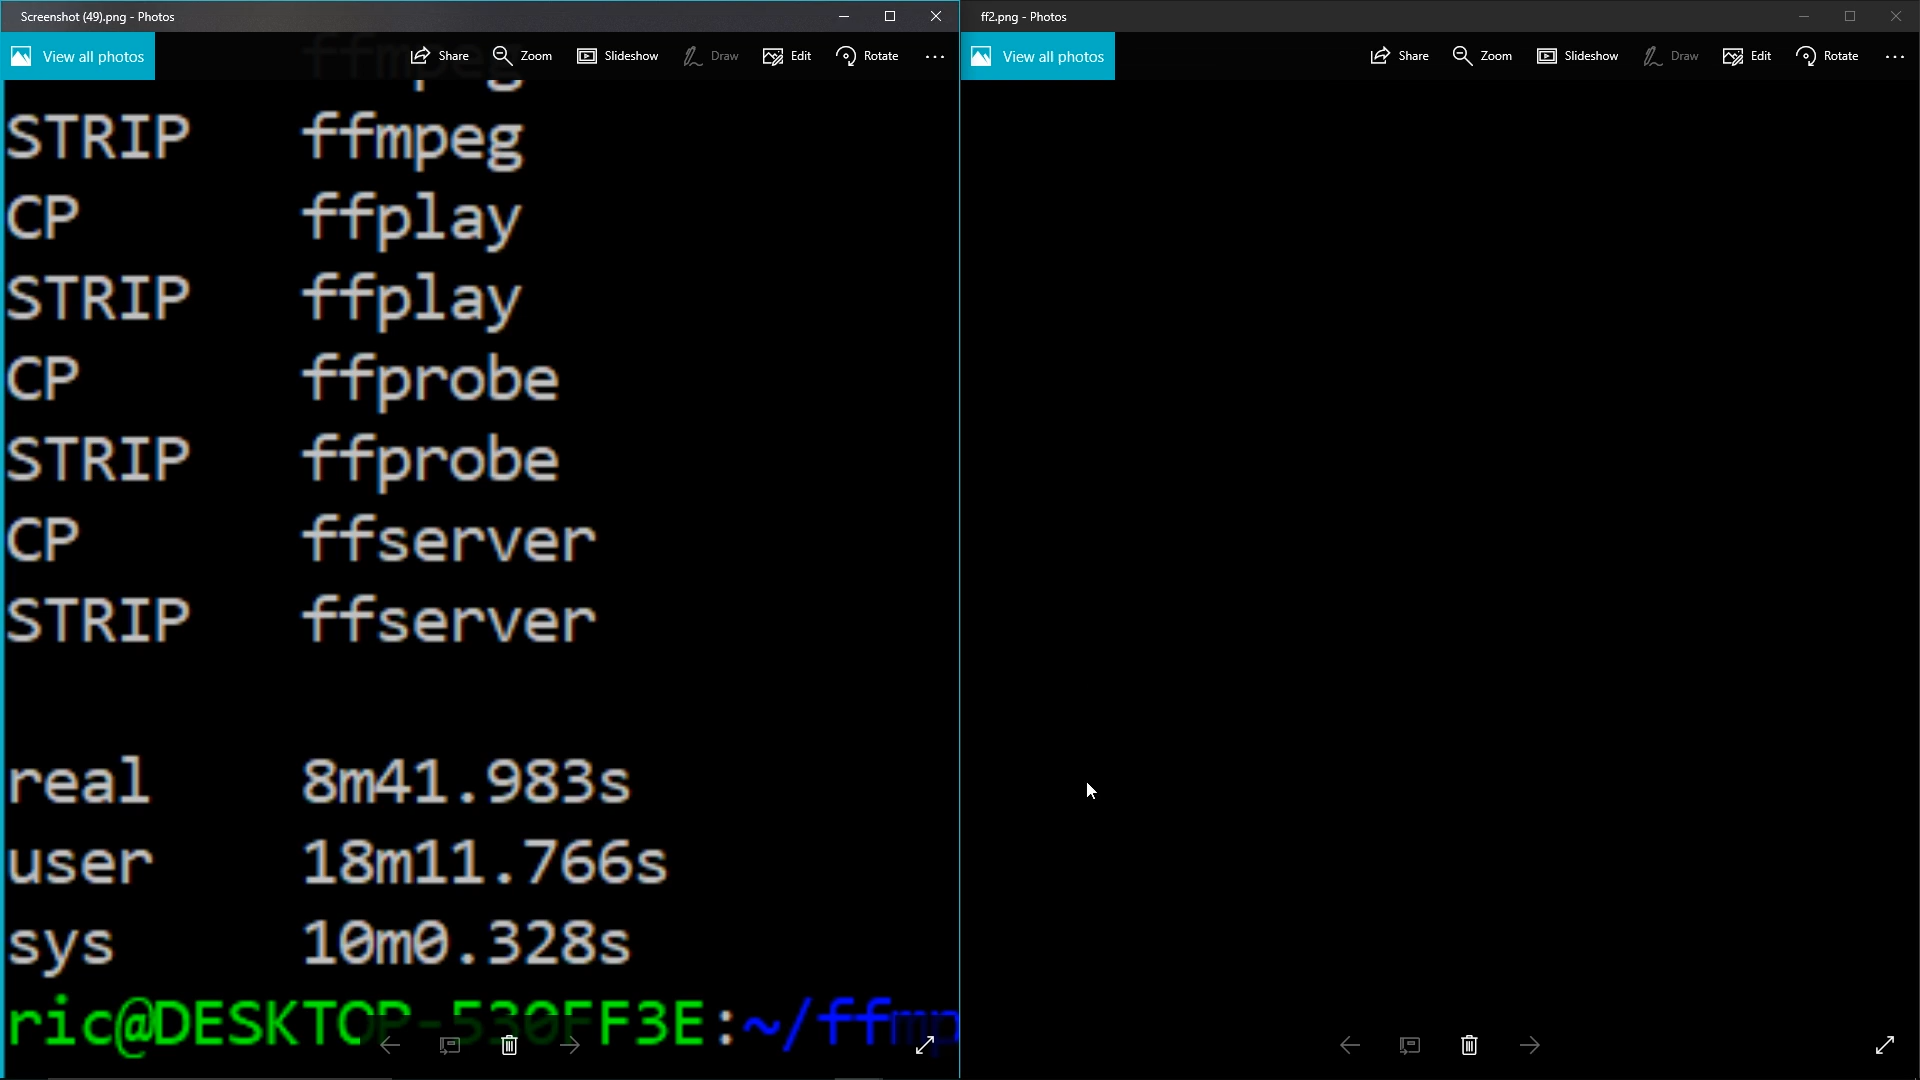 Screenshot (49).png - Photos
View all photos
Share
Zoom
Slideshow
Draw
Edit
Rotate
STRIP ffmpeg
CP ffplay
STRIP ffplay
CP ffprobe
STRIP ffprobe
CP ffserver
STRIP ffserver
real 8m41.983s
user 18m11.766s
sys 10m0.328s
ric@DESKTOP-530FF3E:~/ffmp
ff2.png - Photos
View all photos
Share
Zoom
Slideshow
Draw
Edit
Rotate